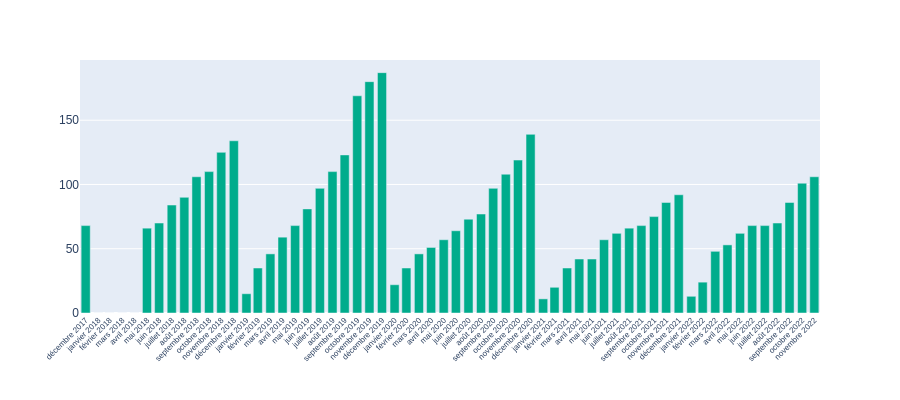 150
100
50
0
décembre 2017
janvier 2018
février 2018
mars 2018
avril 2018
mai 2018
juin 2018
juillet 2018
août 2018
septembre 2018
octobre 2018
novembre 2018
décembre 2018
janvier 2019
février 2019
mars 2019
avril 2019
mai 2019
juin 2019
juillet 2019
août 2019
septembre 2019
octobre 2019
novembre 2019
décembre 2019
janvier 2020
février 2020
mars 2020
avril 2020
mai 2020
juin 2020
juillet 2020
août 2020
septembre 2020
octobre 2020
novembre 2020
décembre 2020
janvier 2021
février 2021
mars 2021
avril 2021
mai 2021
juin 2021
juillet 2021
août 2021
septembre 2021
octobre 2021
novembre 2021
décembre 2021
janvier 2022
février 2022
mars 2022
avril 2022
mai 2022
juin 2022
juillet 2022
août 2022
septembre 2022
octobre 2022
novembre 2022